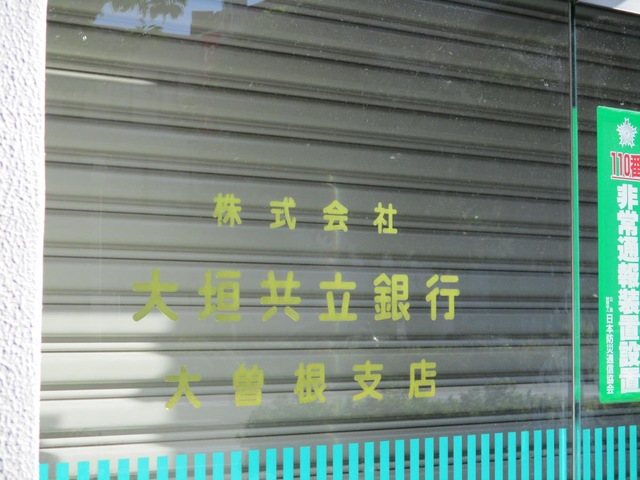 株式会社
大垣共立銀行
大曽根支店
110番
非常通報装置設置
日本防災通信協会